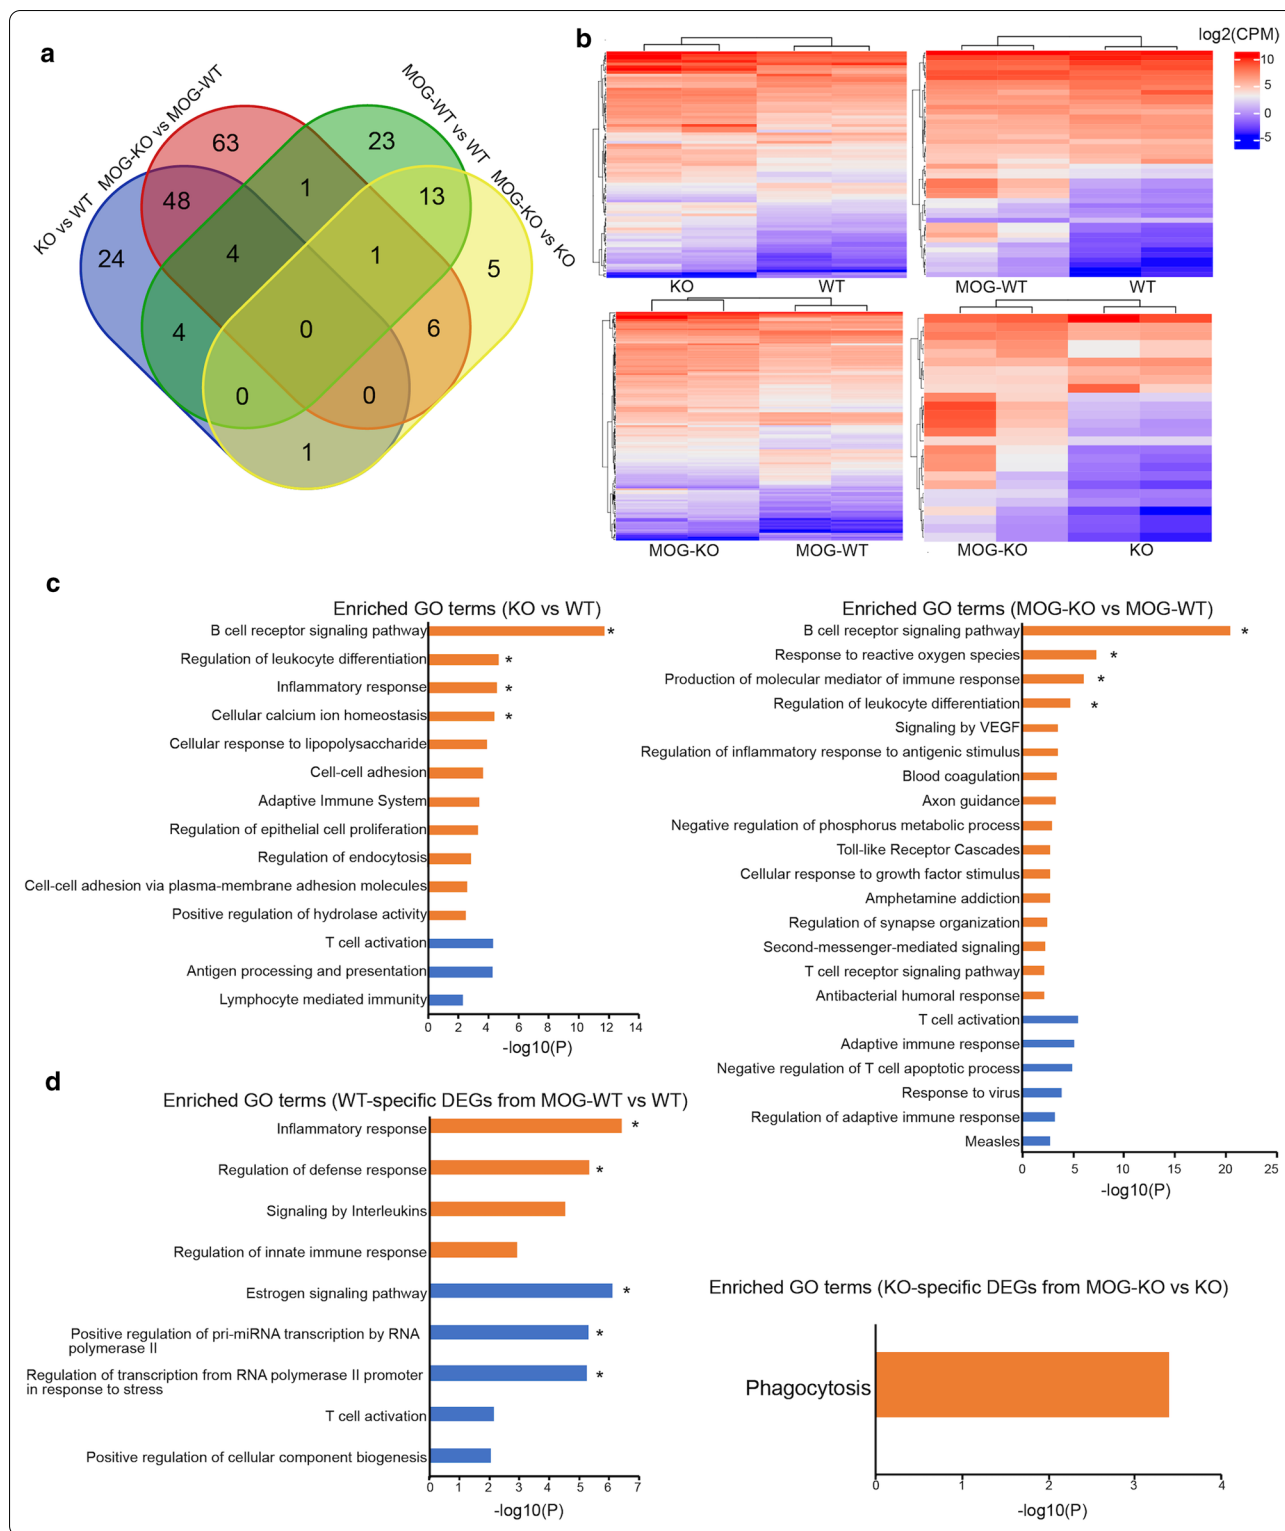 a
KO vs WT
MOG-KO vs MOG-WT
MOG-WT vs WT
MOG-KO vs KO
63
23
48
1
13
24
4
1
5
4
0
6
0
0
1
b
log2(CPM)
10
5
0
-5
KO
WT
MOG-WT
WT
MOG-KO
MOG-WT
MOG-KO
KO
c
Enriched GO terms (KO vs WT)
B cell receptor signaling pathway
*
Regulation of leukocyte differentiation
*
Inflammatory response
*
Cellular calcium ion homeostasis
*
Cellular response to lipopolysaccharide
Cell-cell adhesion
Adaptive Immune System
Regulation of epithelial cell proliferation
Regulation of endocytosis
Cell-cell adhesion via plasma-membrane adhesion molecules
Positive regulation of hydrolase activity
T cell activation
Antigen processing and presentation
Lymphocyte mediated immunity
0 2 4 6 8 10 12 14
-log10(P)
Enriched GO terms (MOG-KO vs MOG-WT)
B cell receptor signaling pathway
*
Response to reactive oxygen species
*
Production of molecular mediator of immune response
*
Regulation of leukocyte differentiation
*
Signaling by VEGF
Regulation of inflammatory response to antigenic stimulus
Blood coagulation
Axon guidance
Negative regulation of phosphorus metabolic process
Toll-like Receptor Cascades
Cellular response to growth factor stimulus
Amphetamine addiction
Regulation of synapse organization
Second-messenger-mediated signaling
T cell receptor signaling pathway
Antibacterial humoral response
T cell activation
Adaptive immune response
Negative regulation of T cell apoptotic process
Response to virus
Regulation of adaptive immune response
Measles
0 5 10 15 20 25
-log10(P)
d
Enriched GO terms (WT-specific DEGs from MOG-WT vs WT)
Inflammatory response
*
Regulation of defense response
*
Signaling by Interleukins
Regulation of innate immune response
Estrogen signaling pathway
*
Positive regulation of pri-miRNA transcription by RNA
polymerase II
*
Regulation of transcription from RNA polymerase II promoter
in response to stress
*
T cell activation
Positive regulation of cellular component biogenesis
0 1 2 3 4 5 6 7
-log10(P)
Enriched GO terms (KO-specific DEGs from MOG-KO vs KO)
Phagocytosis
0 1 2 3 4
-log10(P)